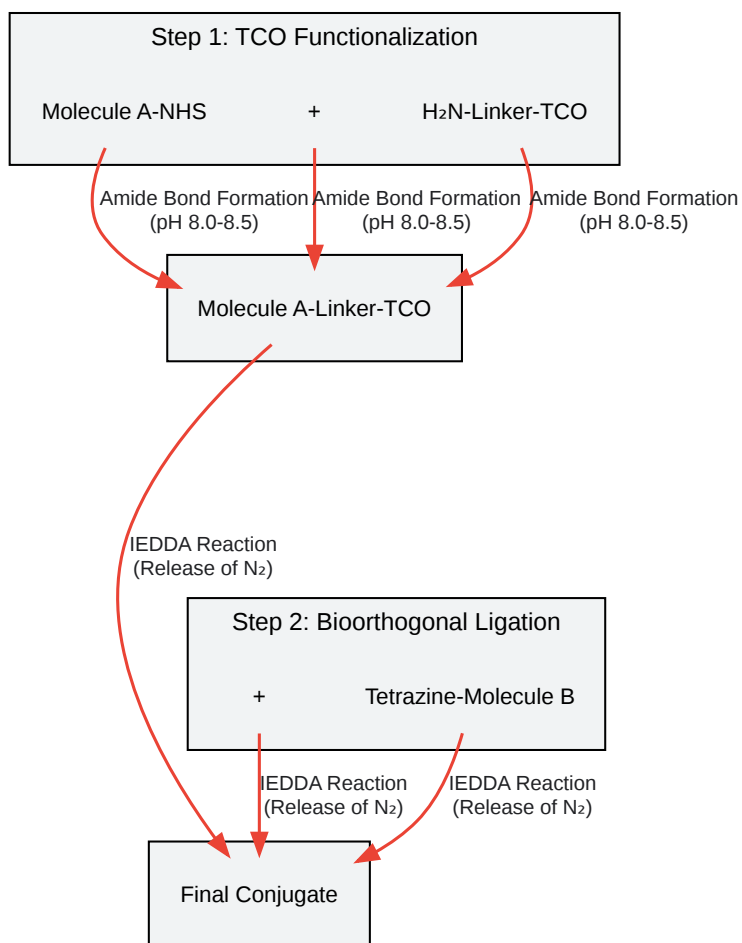 Step 1: TCO Functionalization
Molecule A-NHS + H₂N-Linker-TCO
Amide Bond Formation Amide Bond Formation Amide Bond Formation
(pH 8.0-8.5) (pH 8.0-8.5) (pH 8.0-8.5)
Molecule A-Linker-TCO
IEDDA Reaction
(Release of N₂)
Step 2: Bioorthogonal Ligation
+ Tetrazine-Molecule B
IEDDA Reaction IEDDA Reaction
(Release of N₂) (Release of N₂)
Final Conjugate